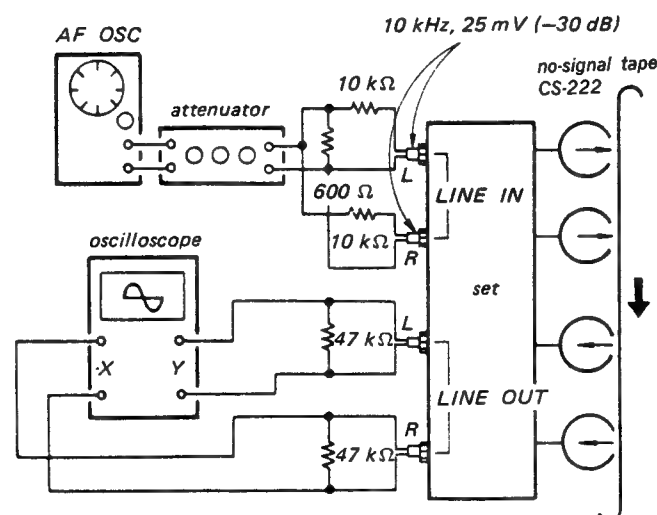 AF OSC
10 kHz, 25 mV (−30 dB)
no-signal tape
CS-222
attenuator
10 kΩ
600 Ω
10 kΩ
L
R
LINE IN
set
oscilloscope
X
Y
47 kΩ
L
LINE OUT
R
47 kΩ